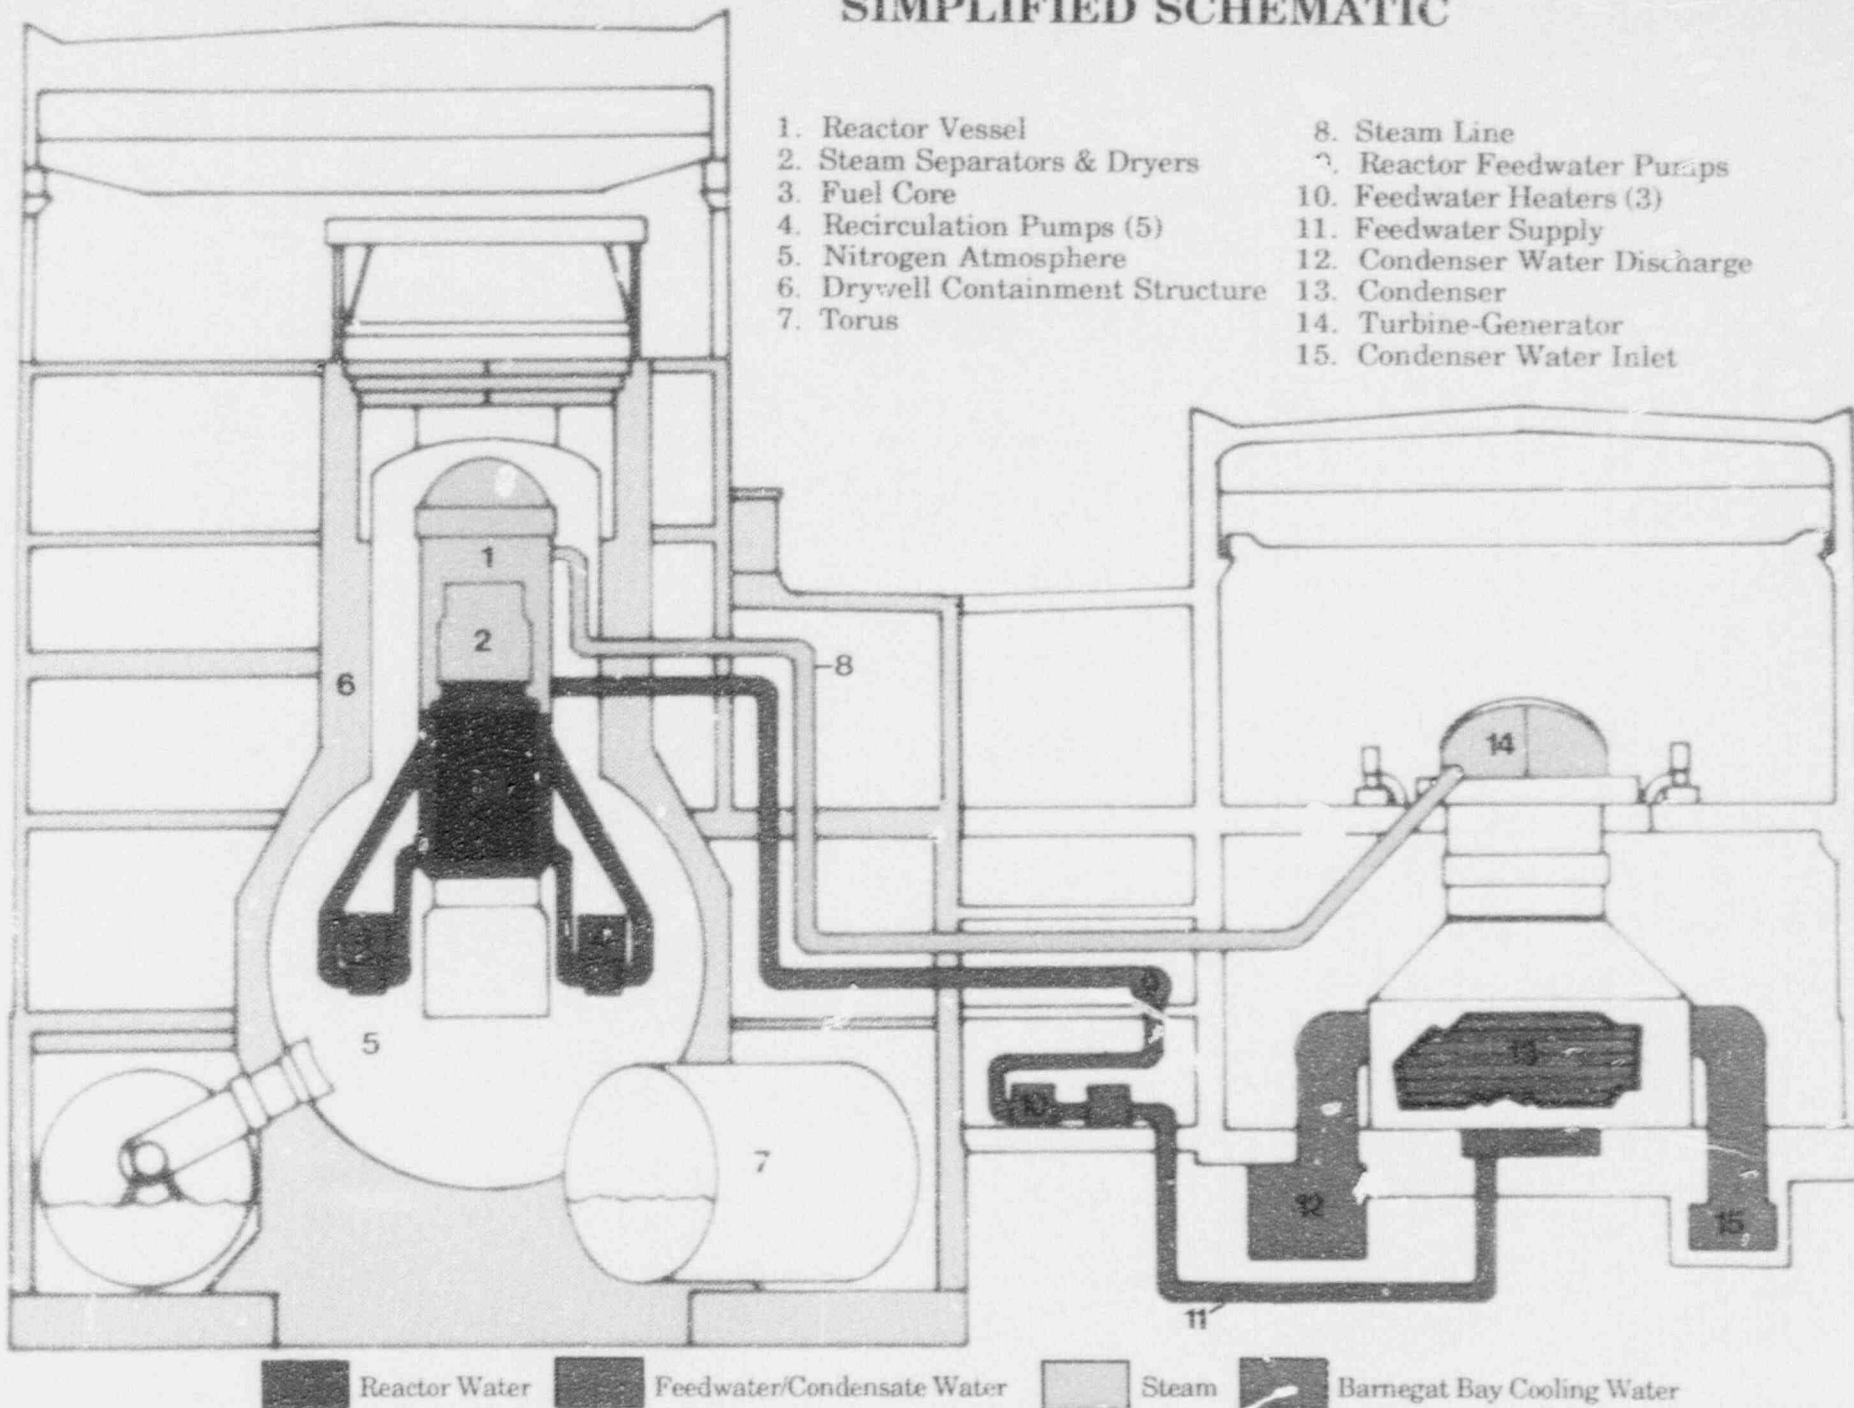 SIMPLIFIED SCHEMATIC
1. Reactor Vessel
2. Steam Separators & Dryers
3. Fuel Core
4. Recirculation Pumps (5)
5. Nitrogen Atmosphere
6. Drywell Containment Structure
7. Torus
8. Steam Line
. Reactor Feedwater Pumps
10. Feedwater Heaters (3)
11. Feedwater Supply
12. Condenser Water Discharge
13. Condenser
14. Turbine-Generator
15. Condenser Water Inlet
1
2
8
6
14
4
9
5
13
10
7
12
15
11
Reactor Water
Feedwater/Condensate Water
Steam
Barnegat Bay Cooling Water